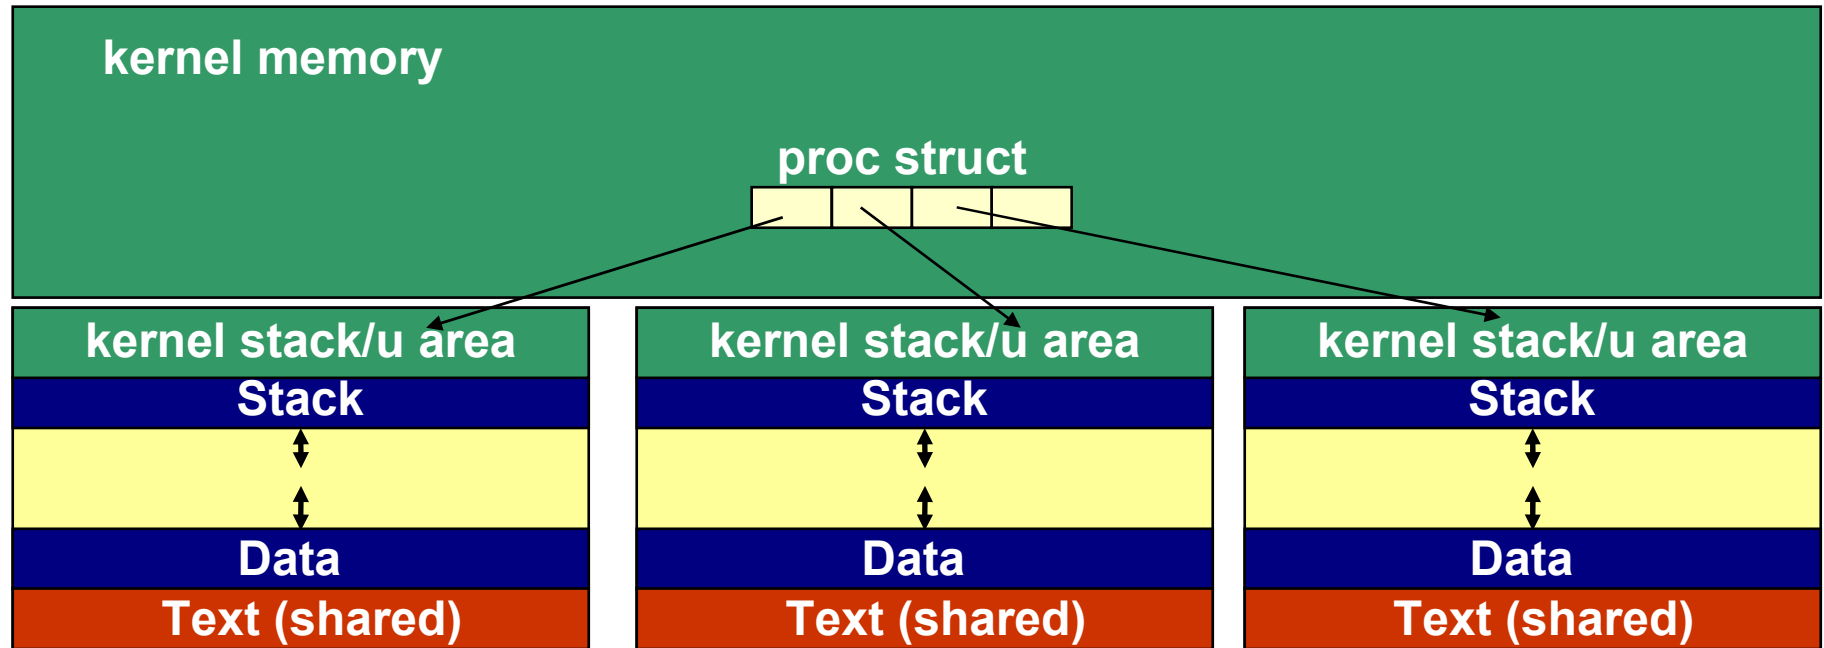 kernel memory
proc struct
kernel stack/u area
Stack
Data
Text (shared)
kernel stack/u area
Stack
Data
Text (shared)
kernel stack/u area
Stack
Data
Text (shared)